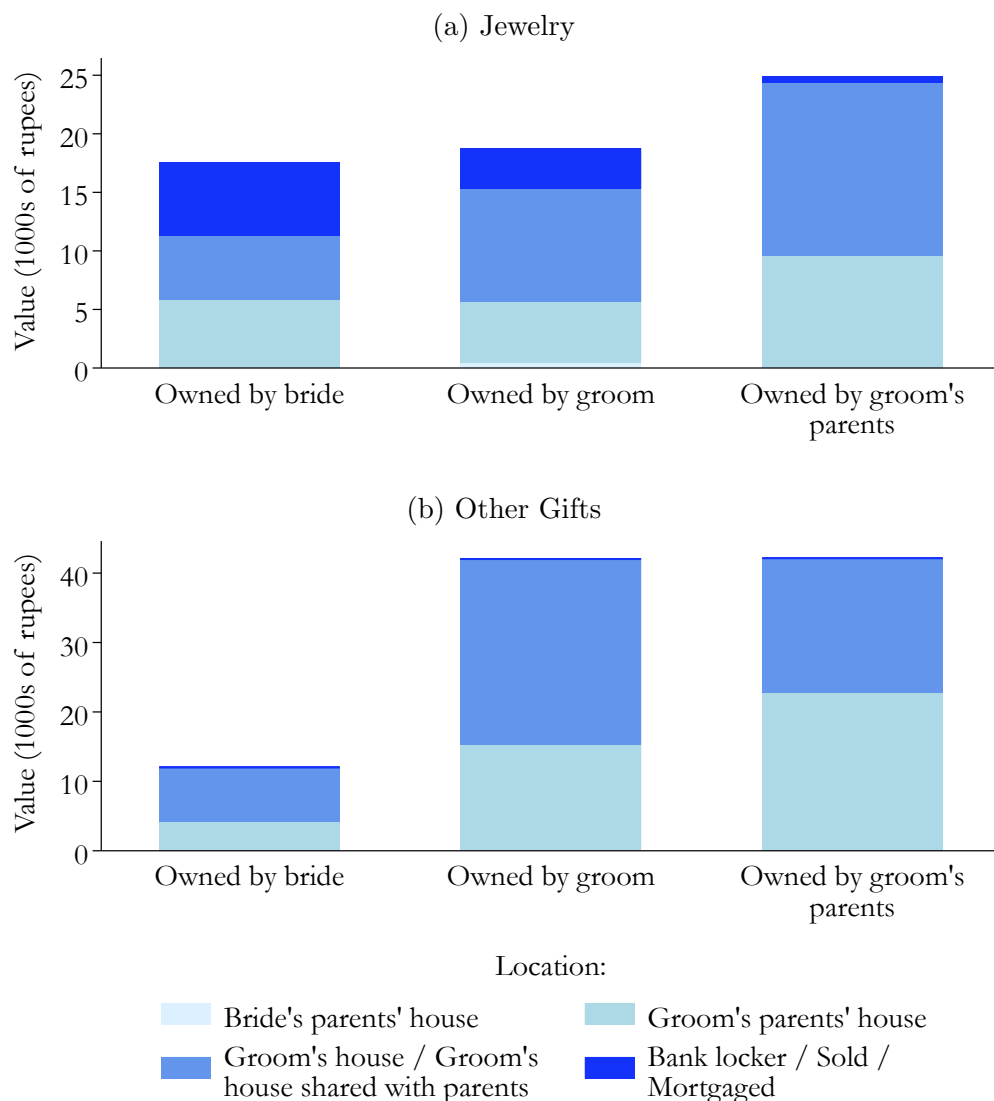 (a) Jewelry
Value (1000s of rupees)
25
20
15
10
5
0
Owned by bride
Owned by groom
Owned by groom's
parents
(b) Other Gifts
Value (1000s of rupees)
40
30
20
10
0
Owned by bride
Owned by groom
Owned by groom's
parents
Location:
Bride's parents' house
Groom's parents' house
Groom's house / Groom's
house shared with parents
Bank locker / Sold /
Mortgaged